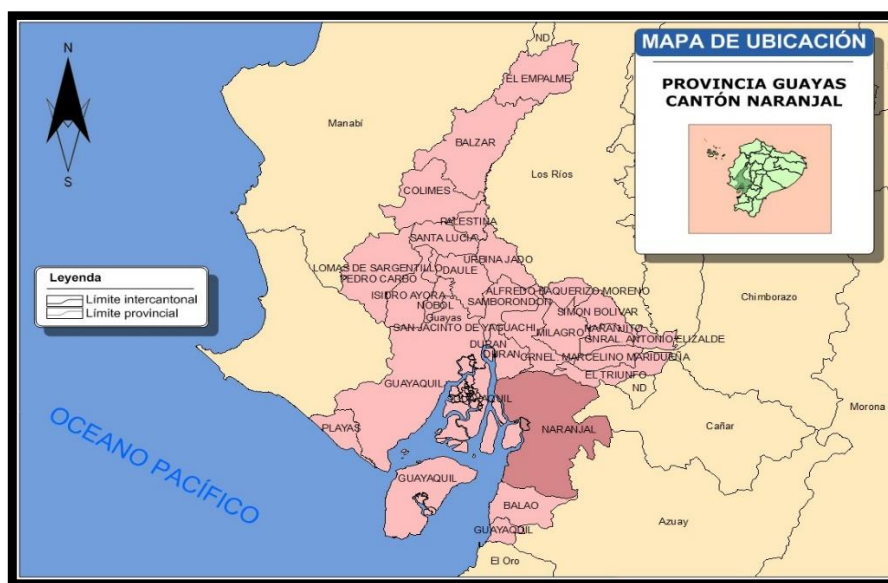 MAPA DE UBICACIÓN
PROVINCIA GUAYAS
CANTÓN NARANJAL
N
S
ND
EL EMPALME
Manabí
BALZAR
Los Ríos
COLIMES
PALESTINA
SANTA LUCIA
URBINA JADO
LOMAS DE SARGENTILLO
PEDRO CARBO
DAULE
Leyenda
Límite intercantonal
Límite provincial
ALFREDO BAQUERIZO MORENO
ISIDRO AYORA
SAMBORONDON
NOBOL
SIMON BOLIVAR
Chimborazo
Guayas
SAN JACINTO DE YAGUACHI
MILAGRO
NARANJITO
GNRAL ANTONIO ELIZALDE
DURAN
DURAN
CRNEL MARCELINO MARIDUEÑA
EL TRIUNFO
GUAYAQUIL
GUAYAQUIL
ND
Morona
PLAYAS
NARANJAL
Cañar
OCEANO PACÍFICO
GUAYAQUIL
BALAO
Azuay
GUAYAQUIL
El Oro